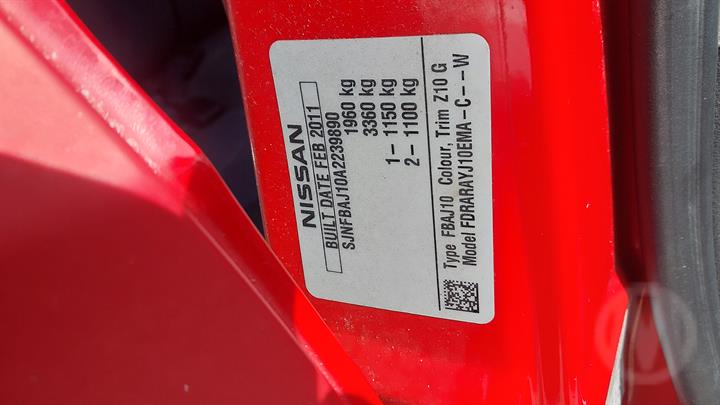 NISSAN
BUILT DATE FEB 2011
SJNFBAJ10A2239890
1960 kg
3360 kg
1- 1150 kg
2- 1100 kg
Type FBAJ10 Colour, Trim Z10 G
Model FDRARAYJ10EMA-C--W